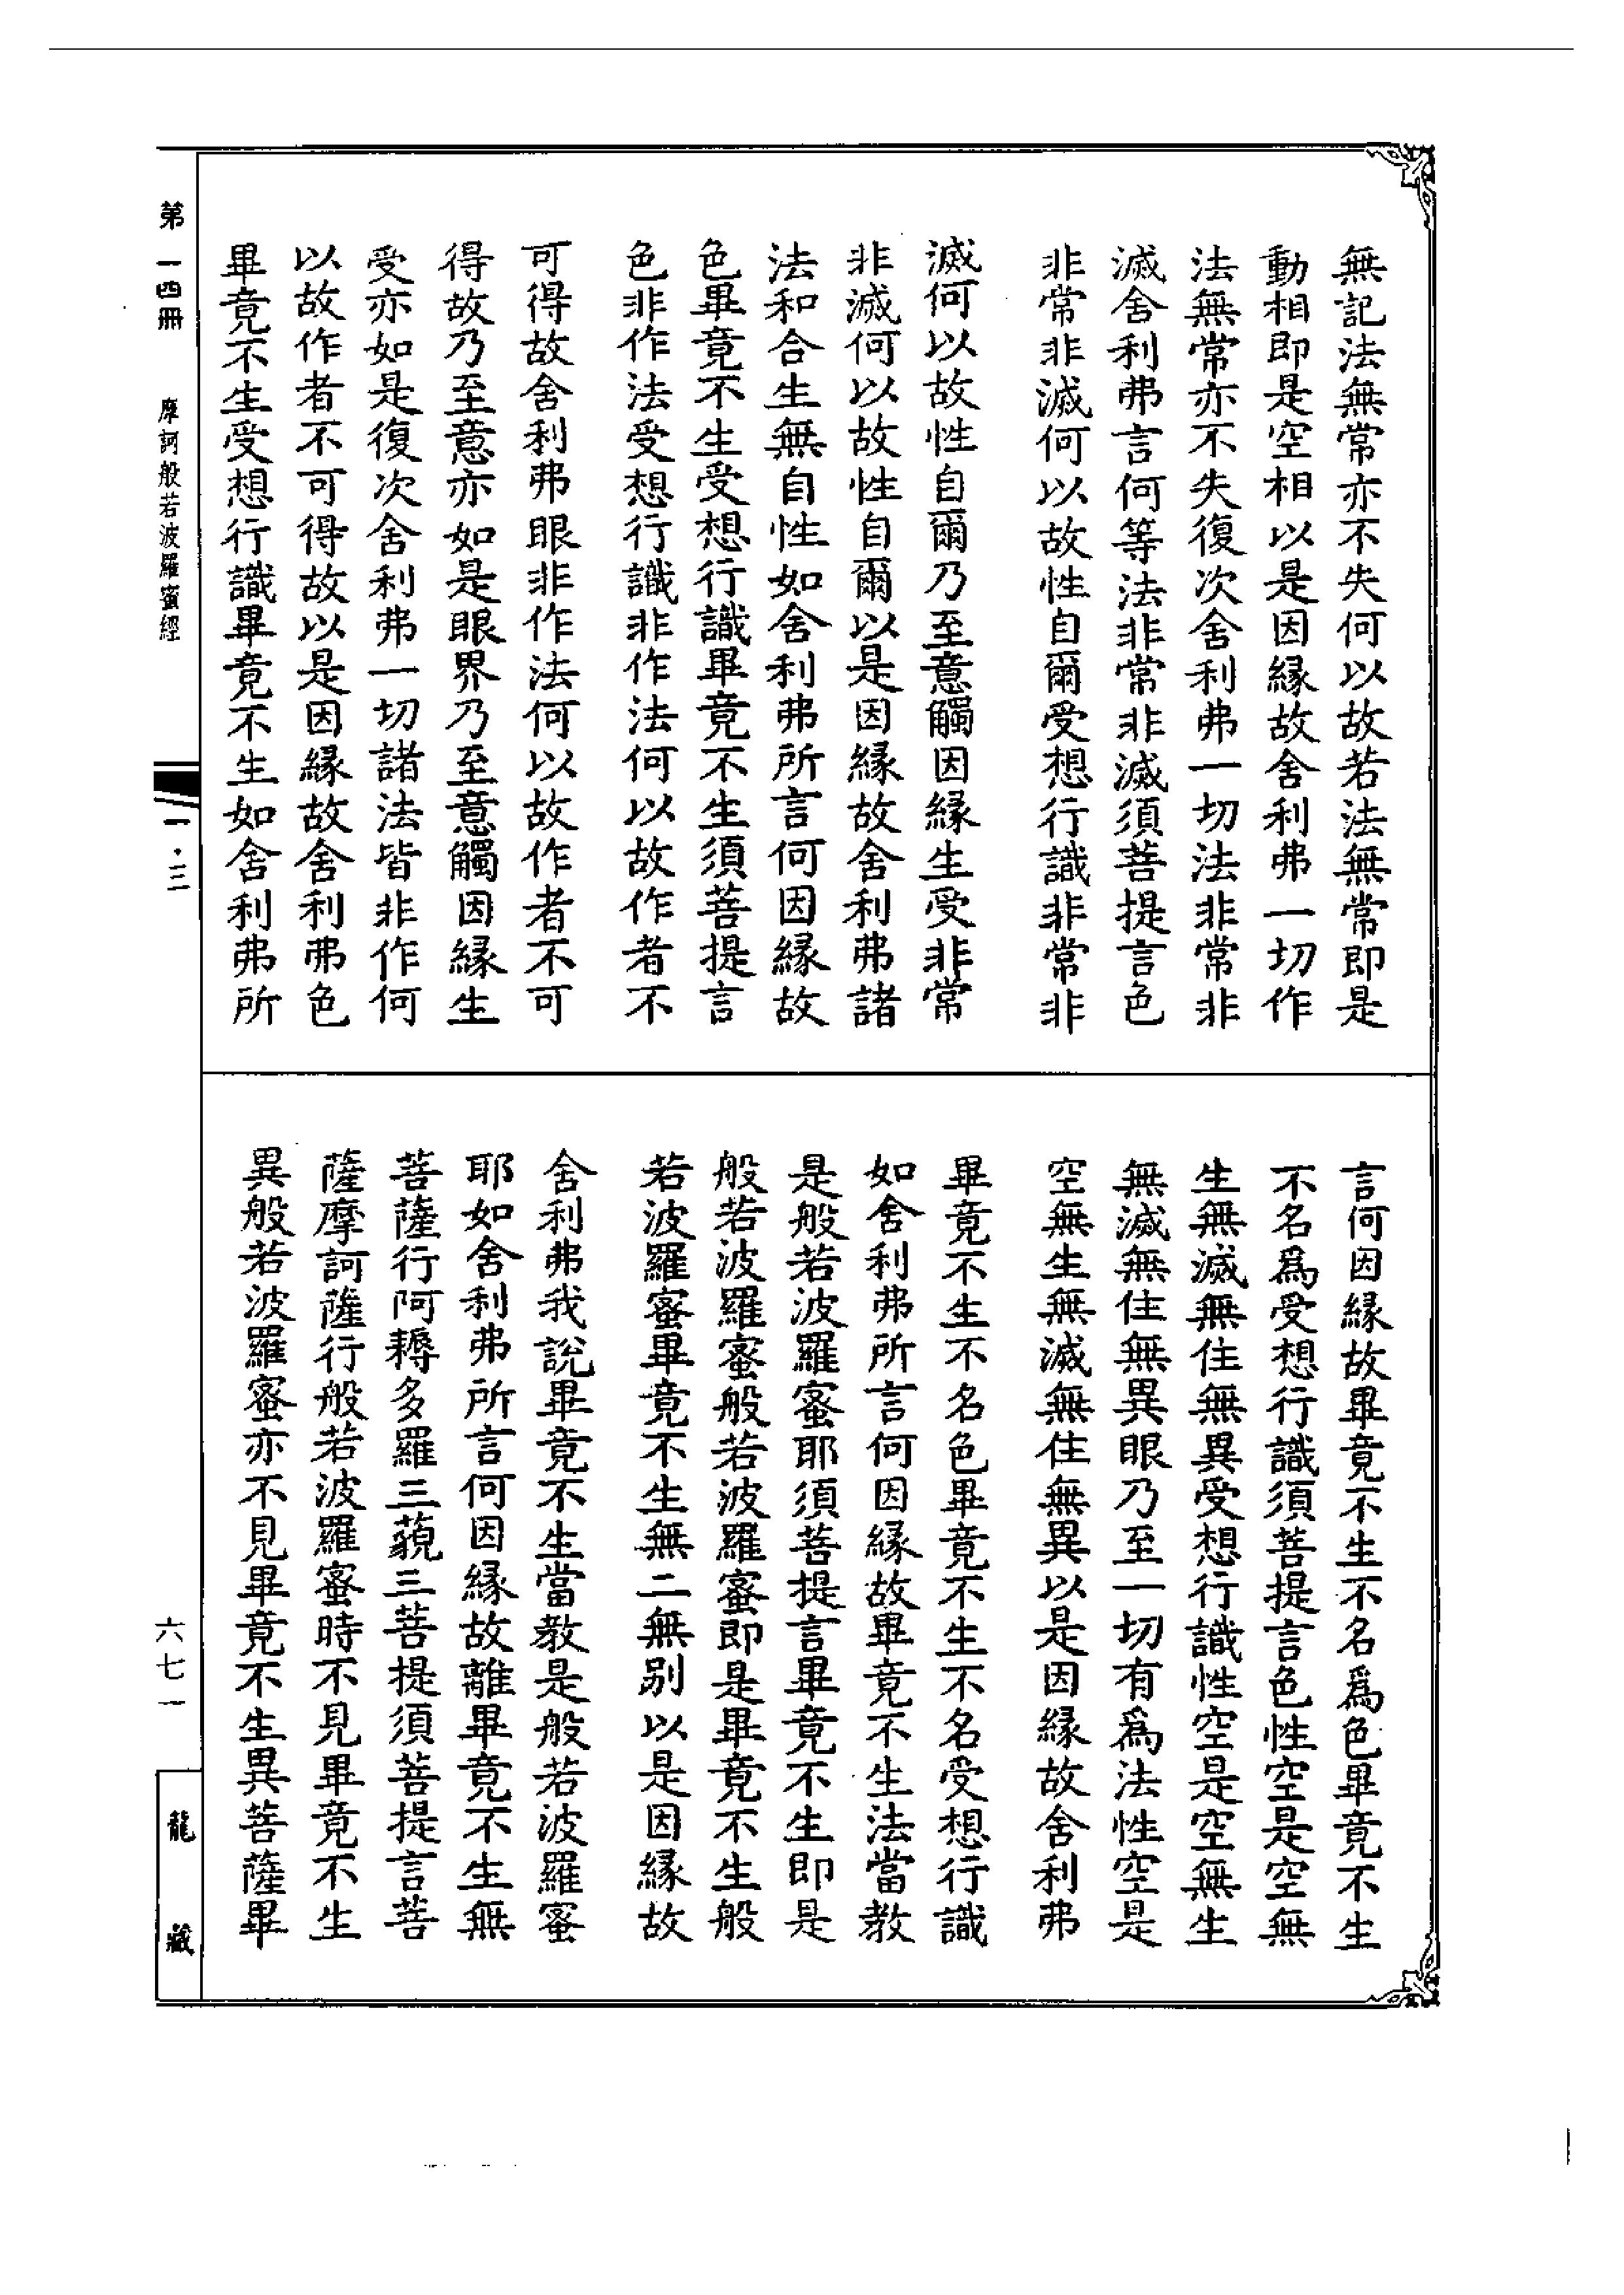 無記法無常亦不失何以故若法無常即是
動相即是空相以是因緣故舍利弗一切作
法無常亦不失復次舍利弗一切法非常非
滅舍利弗言何等法非常非滅須菩提言色
非常非滅何以故性自爾受想行識非常非
滅何以故性自爾乃至意觸因緣生受非常
非滅何以故性自爾以是因緣故舍利弗諸
法和合生無自性如舍利弗所言何因緣故
色畢竟不生受想行識畢竟不生須菩提言
色非作法受想行識非作法何以故作者不
可得故舍利弗眼非作法何以故作者不可
得故乃至意亦如是眼界乃至意觸因緣生
受亦如是復次舍利弗一切諸法皆非作何
以故作者不可得故以是因緣故舍利弗色
畢竟不生受想行識畢竟不生如舍利弗所
言何因緣故畢竟不生不名爲色畢竟不生
不名爲受想行識須菩提言色性空是空無
生無滅無住無異受想行識性空是空無生
無滅無住無異眼乃至一切有爲法性空是
空無生無滅無住無異以是因緣故舍利弗
畢竟不生不名色畢竟不生不名受想行識
如舍利弗所言何因緣故畢竟不生法當教
是般若波羅蜜耶須菩提言畢竟不生即是
般若波羅蜜般若波羅蜜即是畢竟不生般
若波羅蜜畢竟不生無二無別以是因緣故
舍利弗我說畢竟不生當教是般若波羅蜜
耶如舍利弗所言何因緣故離畢竟不生無
菩薩行阿耨多羅三藐三菩提須菩提言菩
薩摩訶薩行般若波羅蜜時不見畢竟不生
異般若波羅蜜亦不見畢竟不生異菩薩畢
第一四冊 摩訶般若波羅蜜經
一·三
六七一
龍藏